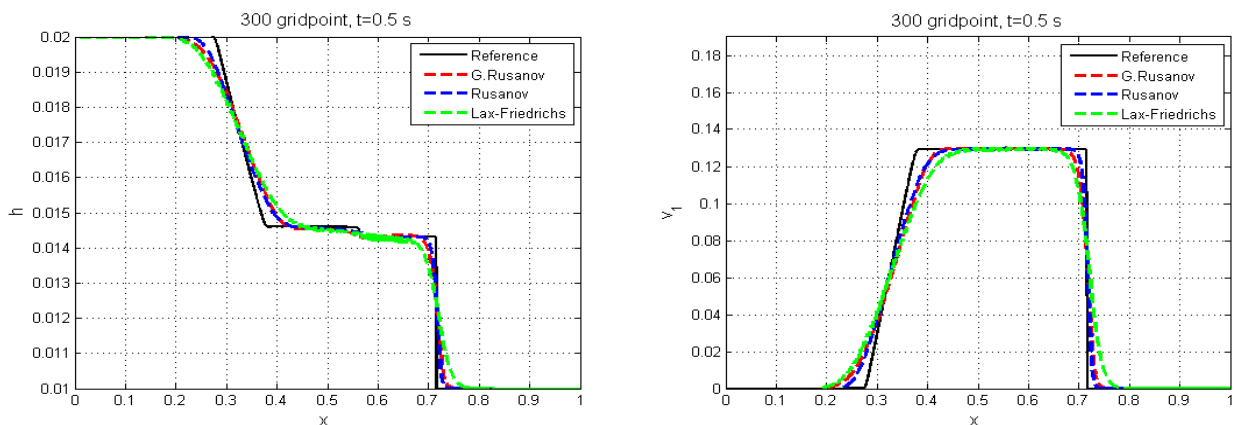 300 gridpoint, t=0.5 s
0.02
0.019
0.018
0.017
0.016
0.015
0.014
0.013
0.012
0.011
0.01
h
0 0.1 0.2 0.3 0.4 0.5 0.6 0.7 0.8 0.9 1
x
Reference
G.Rusanov
Rusanov
Lax-Friedrichs
300 gridpoint, t=0.5 s
0.18
0.16
0.14
0.12
0.1
0.08
0.06
0.04
0.02
0
v1
0 0.1 0.2 0.3 0.4 0.5 0.6 0.7 0.8 0.9 1
x
Reference
G.Rusanov
Rusanov
Lax-Friedrichs